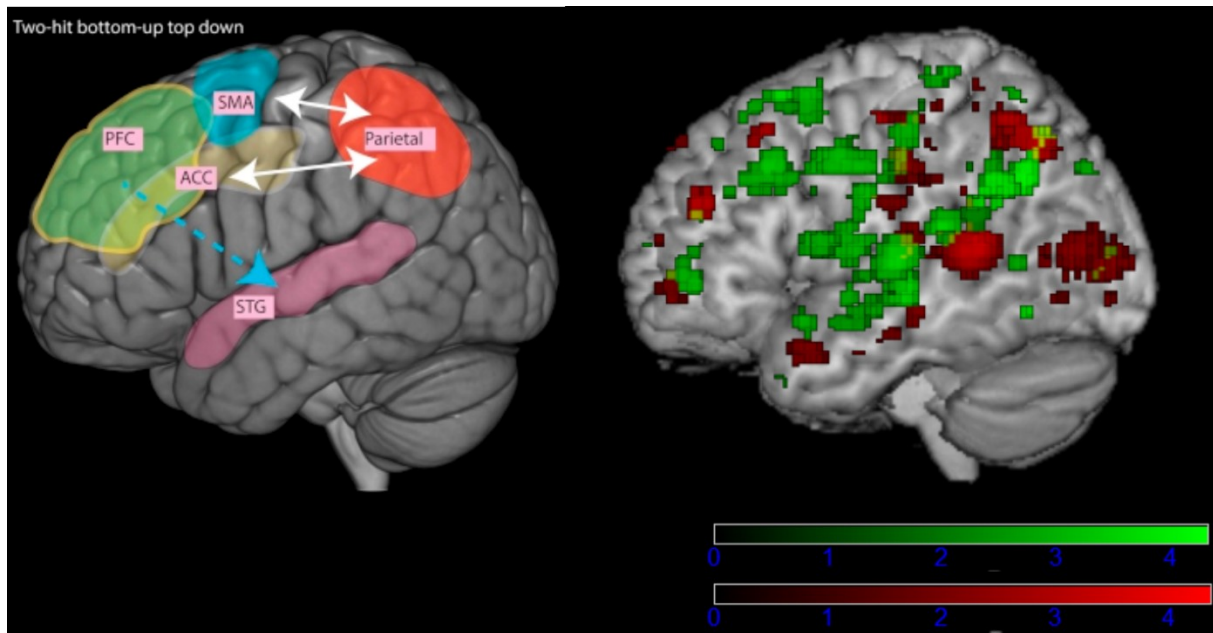 Two-hit bottom-up top down
SMA
PFC
Parietal
ACC
STG
0 1 2 3 4
0 1 2 3 4